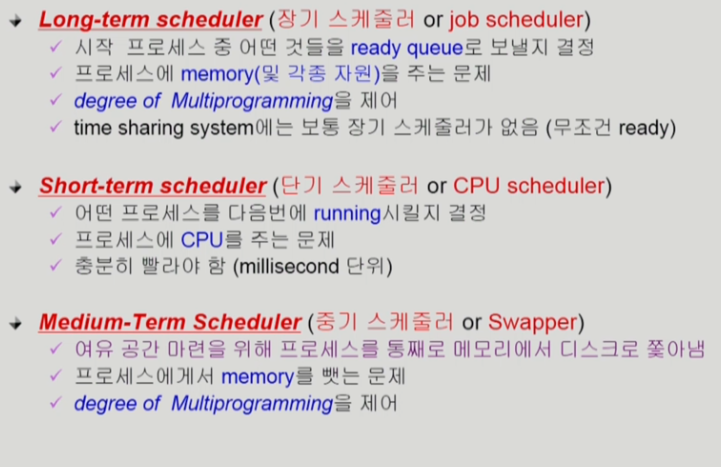 Long-term scheduler (장기 스케줄러 or job scheduler)
시작 프로세스 중 어떤 것들을 ready queue로 보낼지 결정
프로세스에 memory(및 각종 자원)을 주는 문제
degree of Multiprogramming을 제어
time sharing system에는 보통 장기 스케줄러가 없음 (무조건 ready)
Short-term scheduler (단기 스케줄러 or CPU scheduler)
어떤 프로세스를 다음번에 running시킬지 결정
프로세스에 CPU를 주는 문제
충분히 빨라야 함 (millisecond 단위)
Medium-Term Scheduler (중기 스케줄러 or Swapper)
여유 공간 마련을 위해 프로세스를 통째로 메모리에서 디스크로 쫓아냄
프로세스에게서 memory를 뺏는 문제
degree of Multiprogramming을 제어